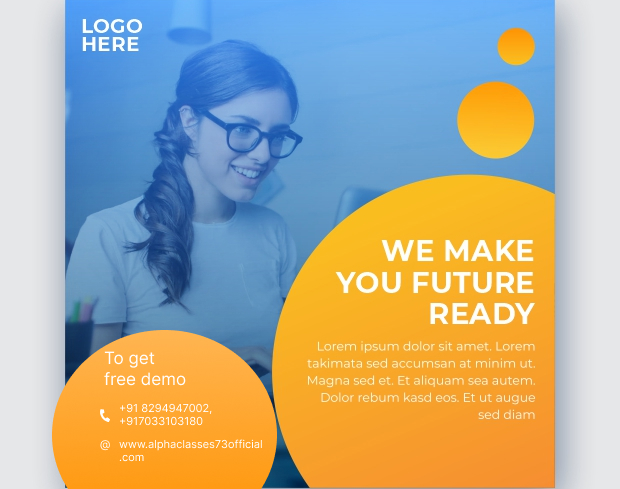 LOGO
HERE
WE MAKE
YOU FUTURE
READY
Lorem ipsum dolor sit amet. Lorem
takimata sed accumsan at minim ut.
Magna sed et. Et aliquam sea autem.
Dolor rebum kasd eos. Et ut augue
sed diam
To get
free demo
+91 8294947002,
+917033103180
@ www.alphaclasses73official
.com